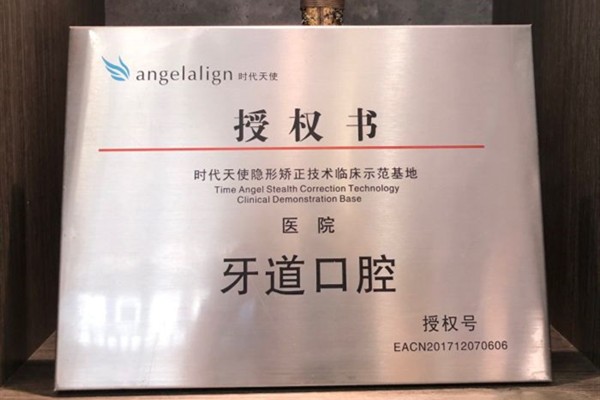 angelalign 时代天使
授权书
时代天使隐形矫正技术临床示范基地
Time Angel Stealth Correction Technology
Clinical Demonstration Base
医院
牙道口腔
授权号
EACN201712070606